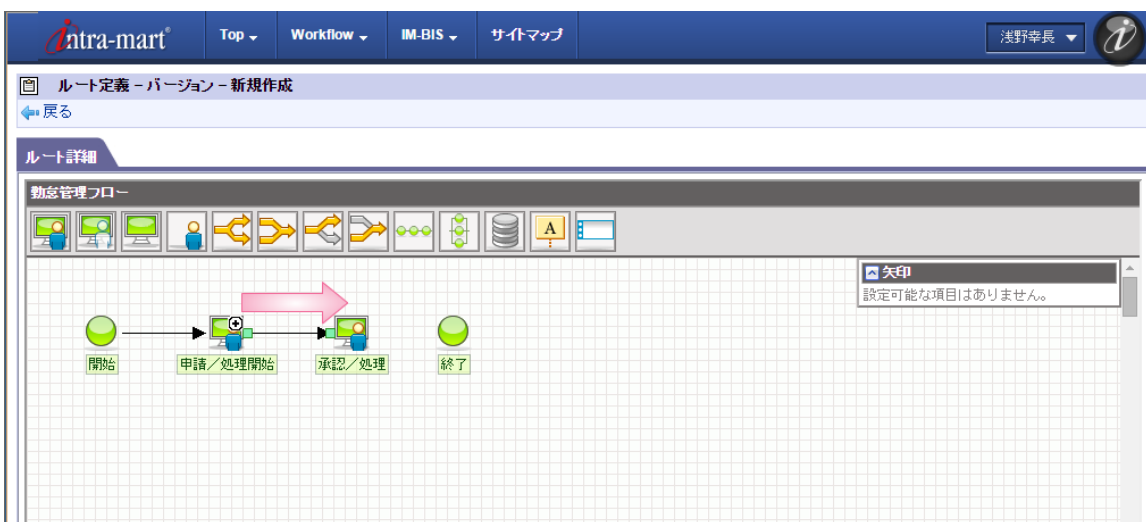 intra-mart®
Top Workflow IM-BIS サイトマップ 浅野幸長
ルート定義 - バージョン - 新規作成
戻る
ルート詳細
勤怠管理フロー
A
矢印
設定可能な項目はありません。
開始 申請／処理開始 承認／処理 終了